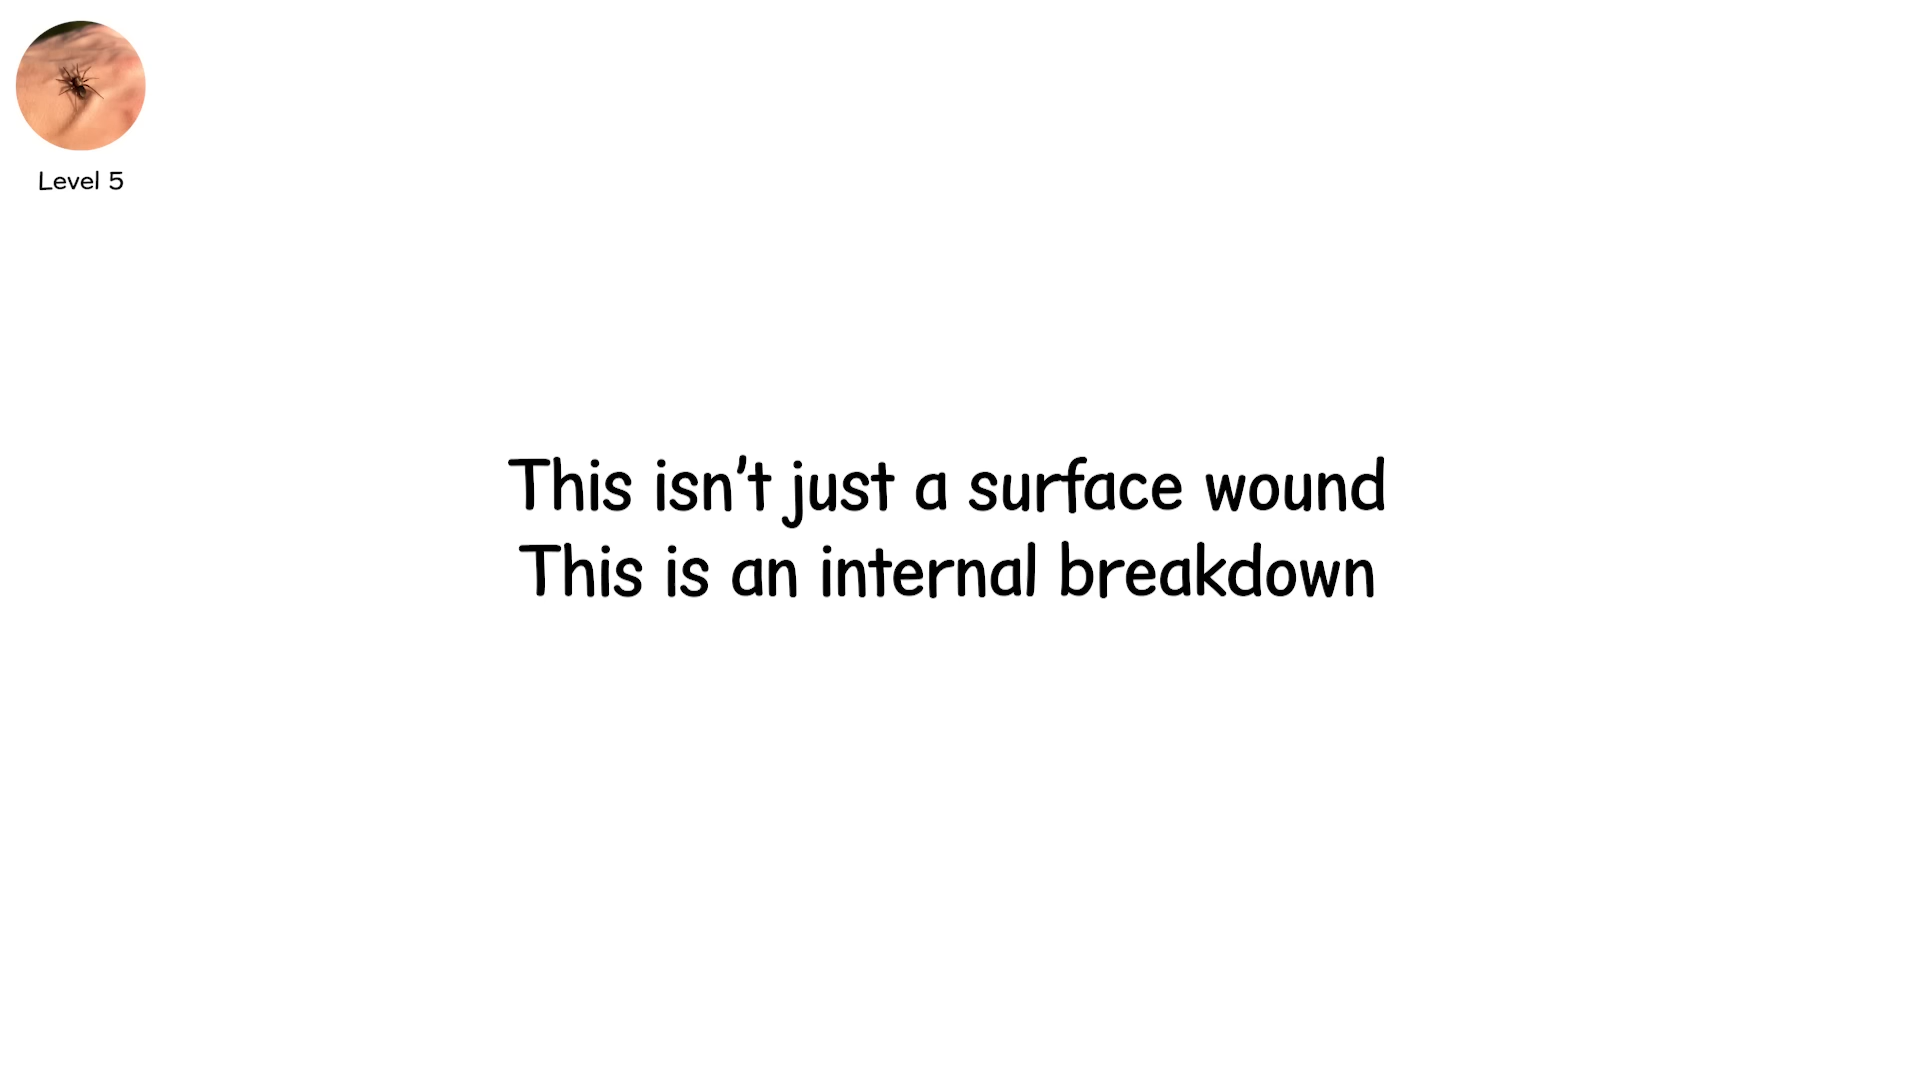 Level 5
This isn't just a surface wound
This is an internal breakdown